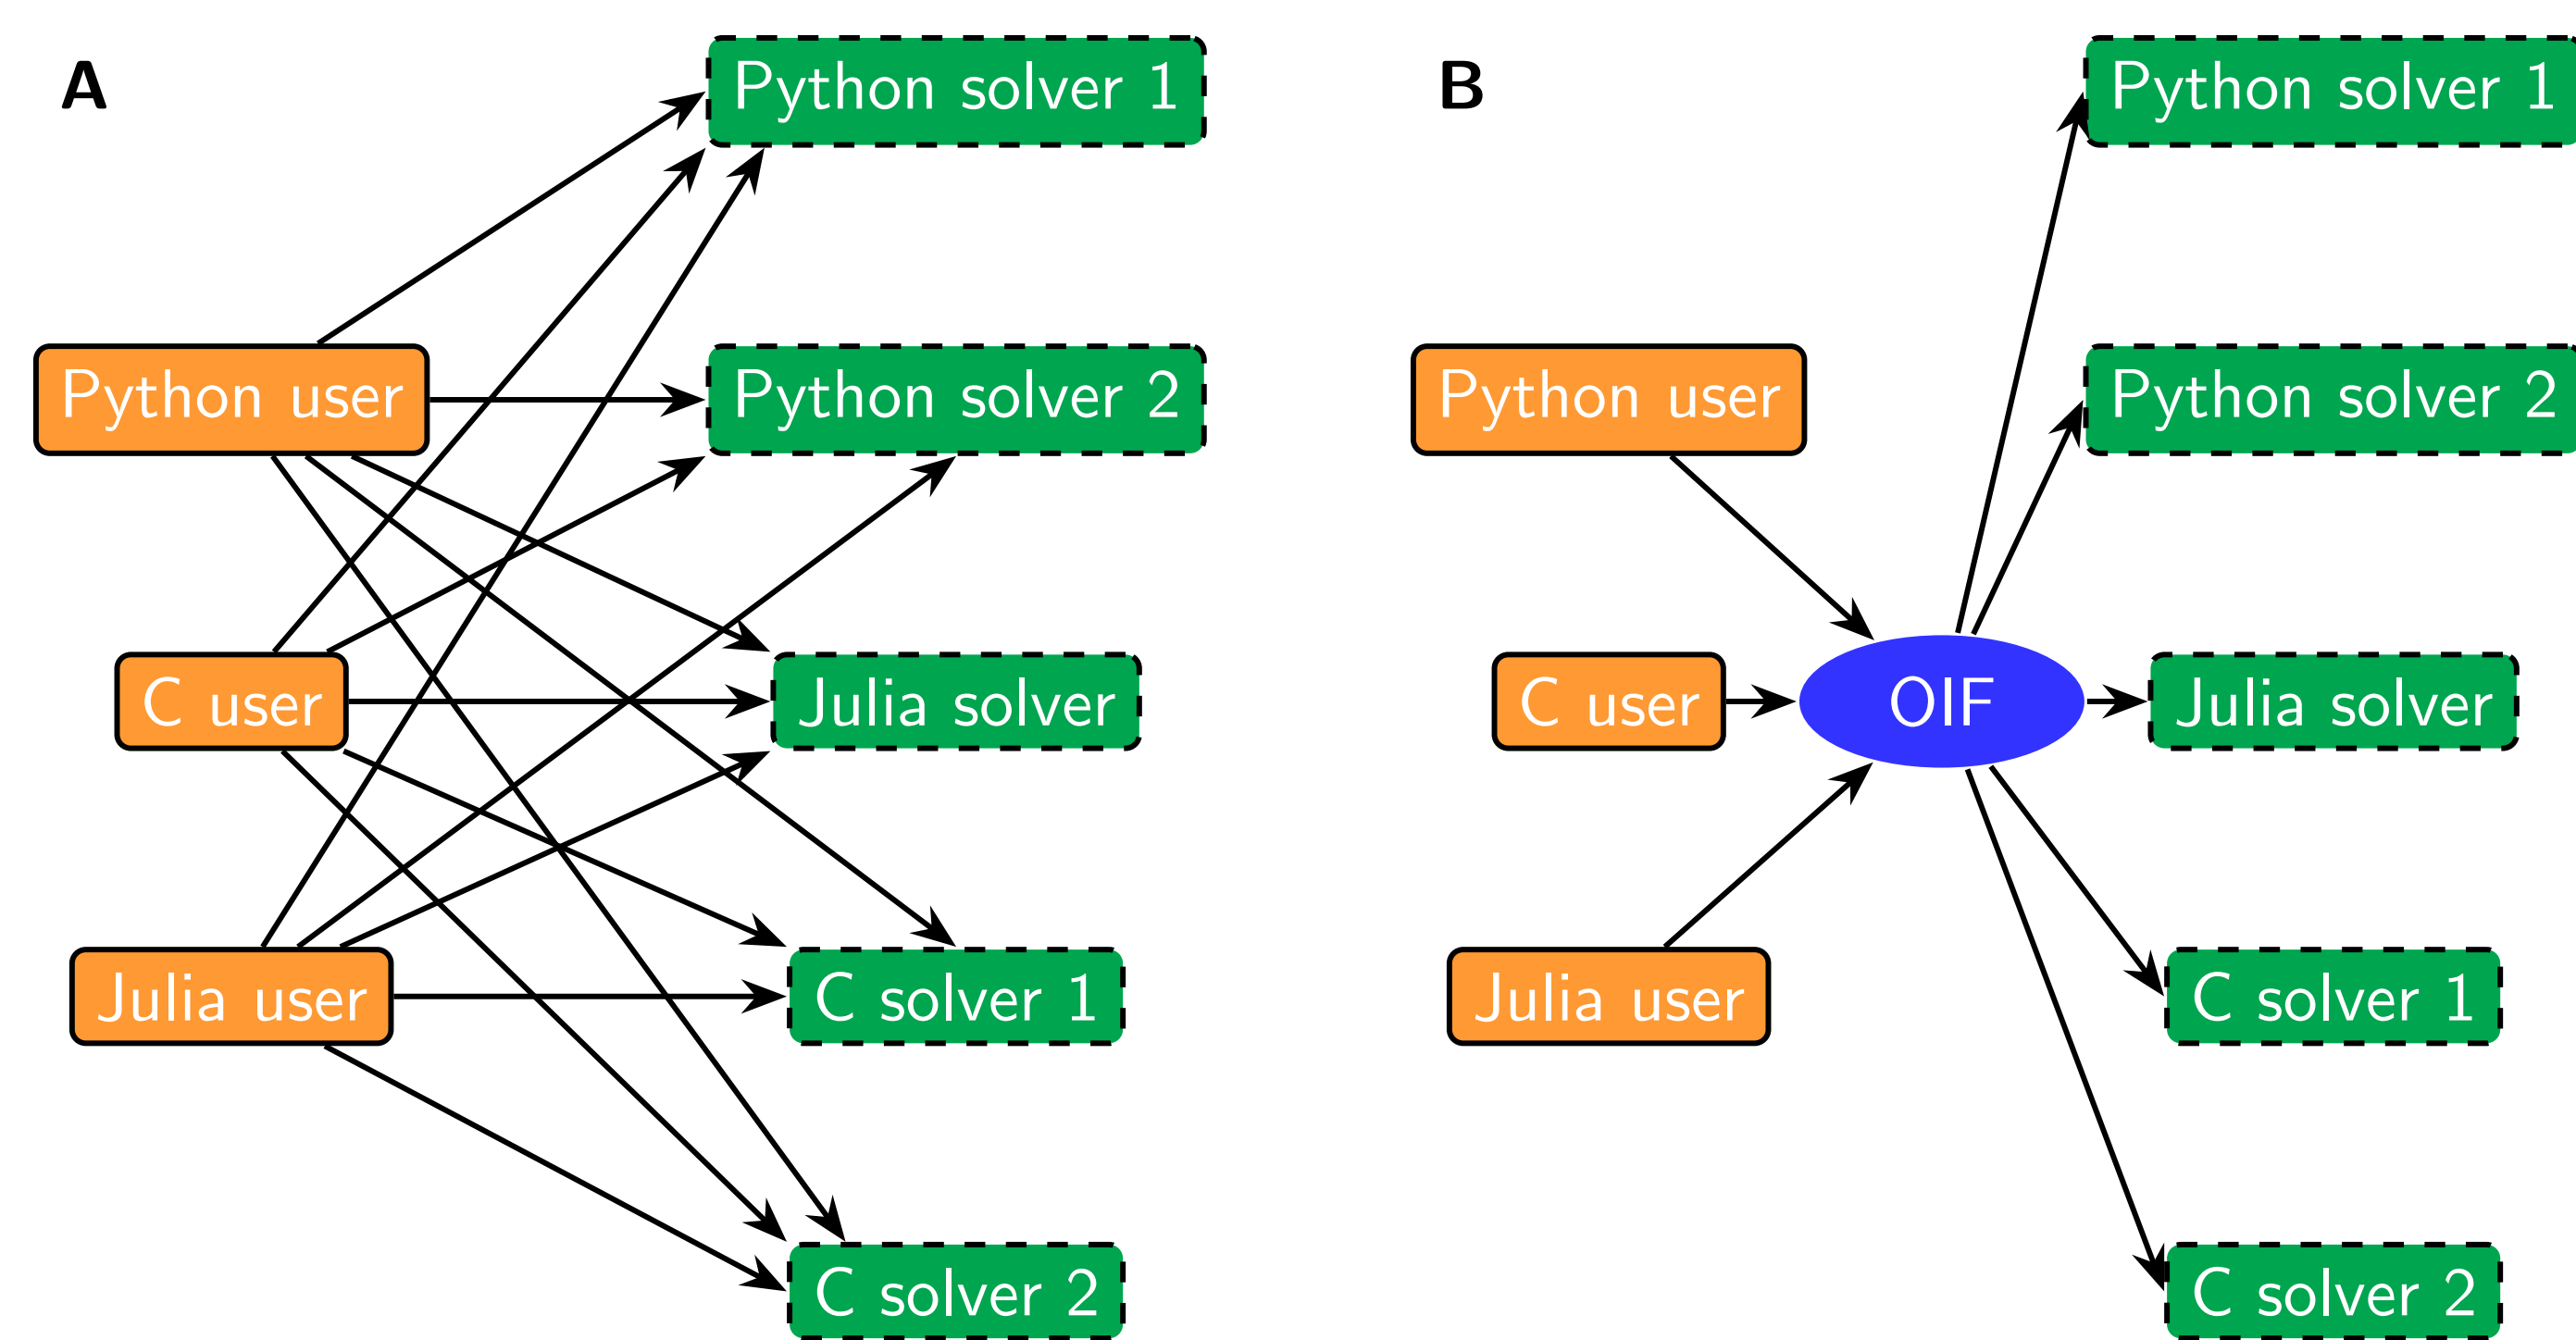 A
Python solver 1
Python user
Python solver 2
C user
Julia solver
Julia user
C solver 1
C solver 2
B
Python solver 1
Python user
Python solver 2
C user
OIF
Julia solver
Julia user
C solver 1
C solver 2